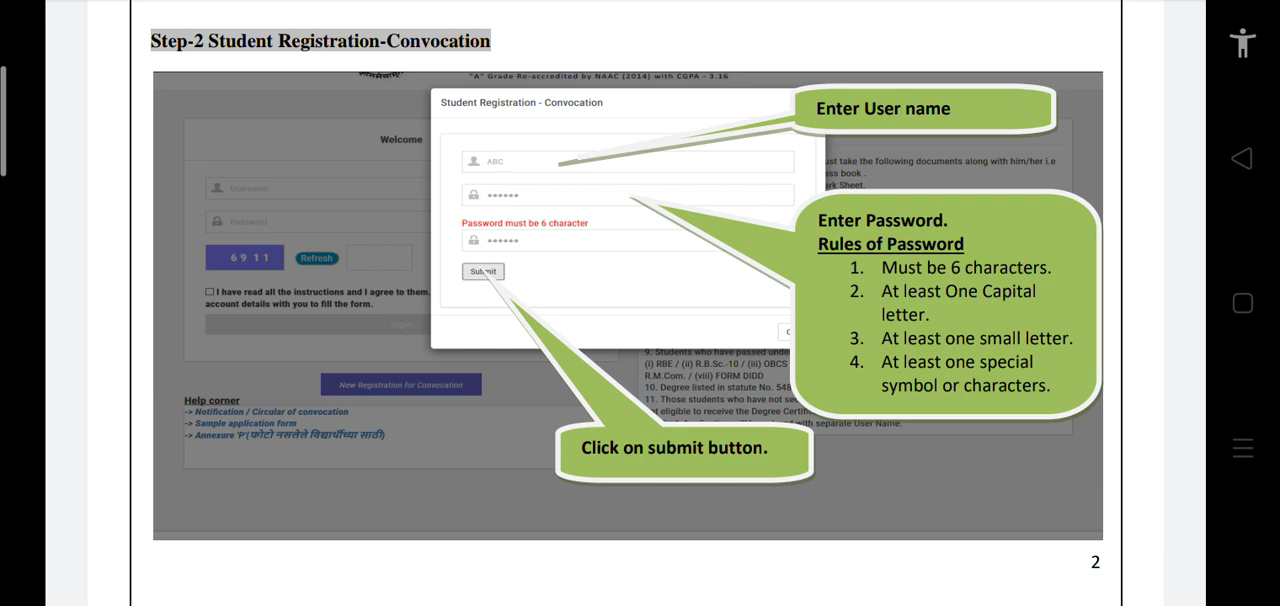 Step-2 Student Registration-Convocation
"A" Grade Re-accredited by NAAC (2014) with CGPA - 3.16
Student Registration - Convocation
Enter User name
Welcome
ABC
ust take the following documents along with him/her i.e
ass book .
rk Sheet.
Username
••••••
Password
Password must be 6 character
••••••
Enter Password.
Rules of Password
1. Must be 6 characters.
2. At least One Capital
letter.
3. At least one small letter.
4. At least one special
symbol or characters.
6 9 1 1
Refresh
Submit
I have read all the instructions and I agree to them.
account details with you to fill the form.
login
9. Students who have passed unde
(i) RBE / (ii) R.B.Sc.-10 / (iii) OBCS
R.M.Com. / (viii) FORM DIDD
10. Degree listed in statute No. 548
11. Those students who have not se
ot eligible to receive the Degree Certifi
with separate User Name.
New Registration for Convocation
Help corner
-> Notification / Circular of convocation
-> Sample application form
-> Annexure 'P'(फोटो नसलेले विद्यार्थीच्या साठी)
Click on submit button.
2